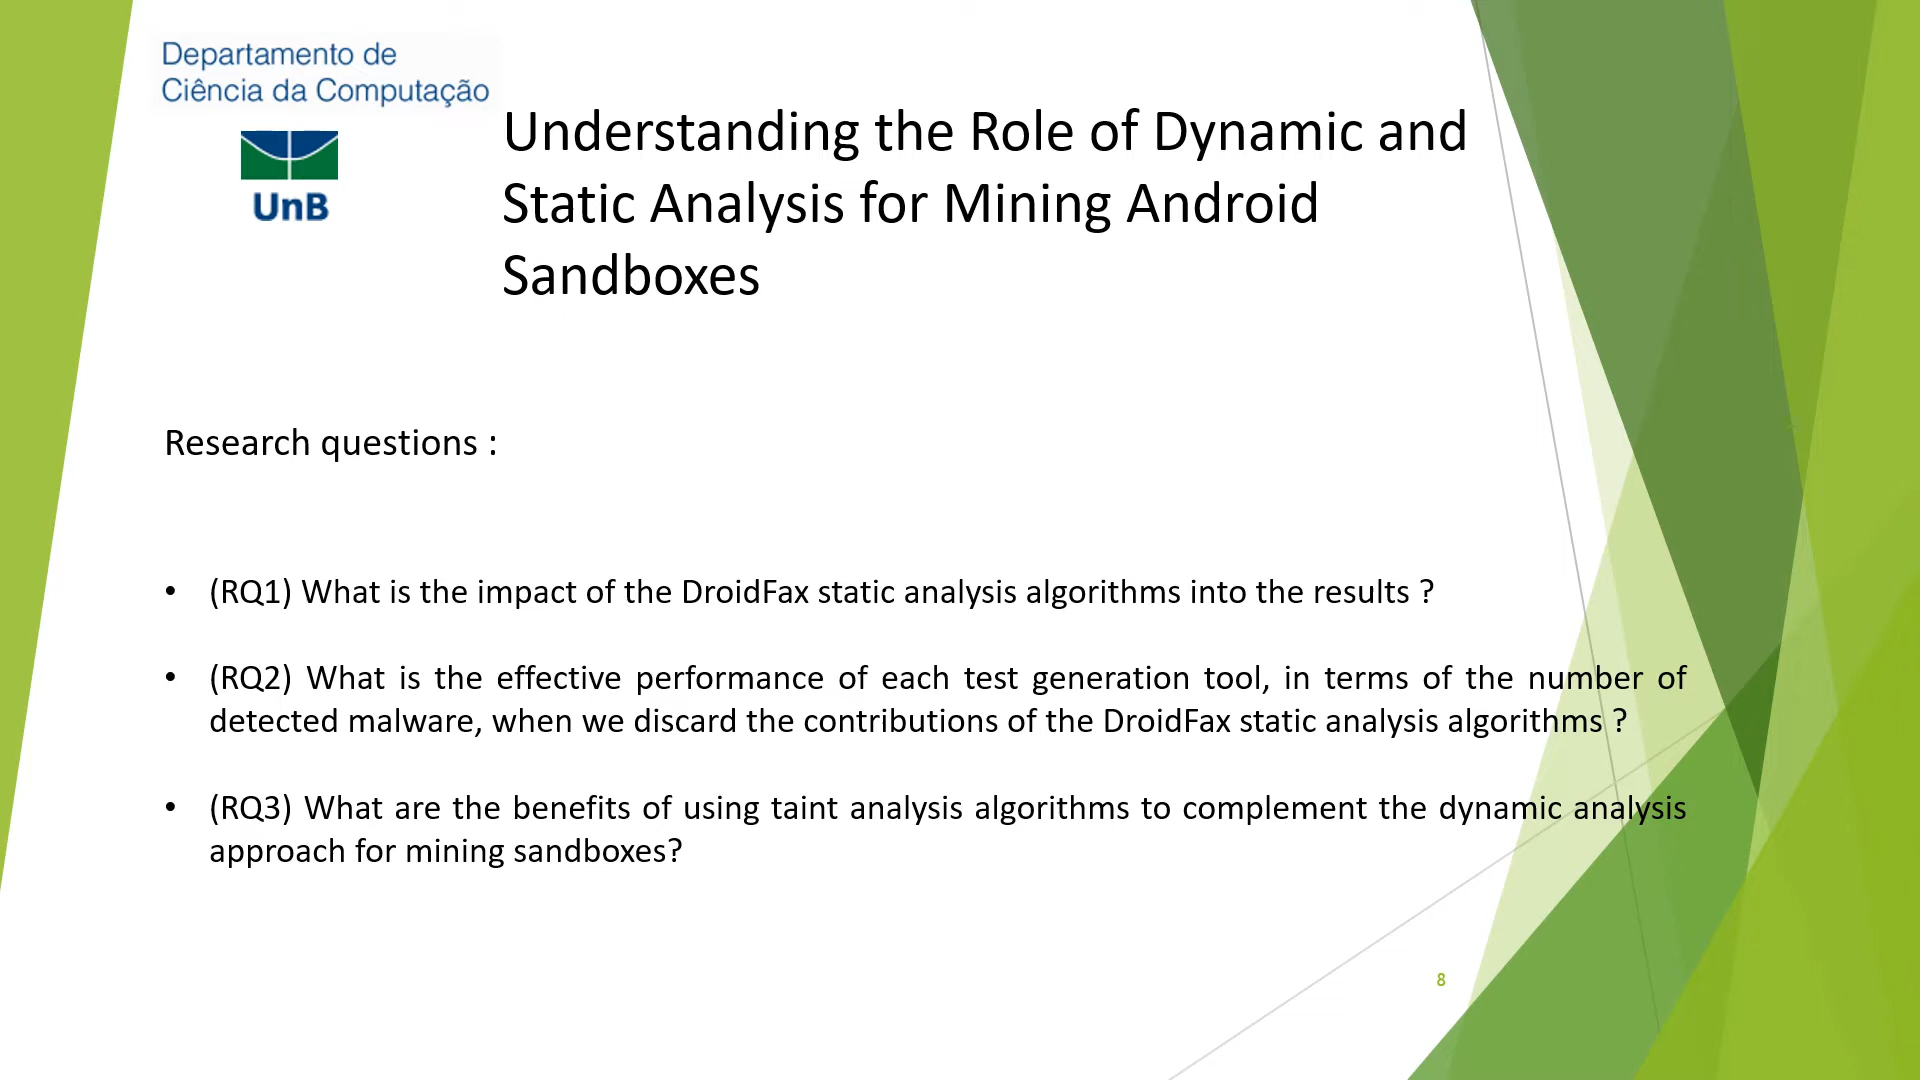 Departamento de
Ciência da Computação
UnB
Understanding the Role of Dynamic and
Static Analysis for Mining Android
Sandboxes
Research questions :
• (RQ1) What is the impact of the DroidFax static analysis algorithms into the results ?
• (RQ2) What is the effective performance of each test generation tool, in terms of the number of
detected malware, when we discard the contributions of the DroidFax static analysis algorithms ?
• (RQ3) What are the benefits of using taint analysis algorithms to complement the dynamic analysis
approach for mining sandboxes?
8